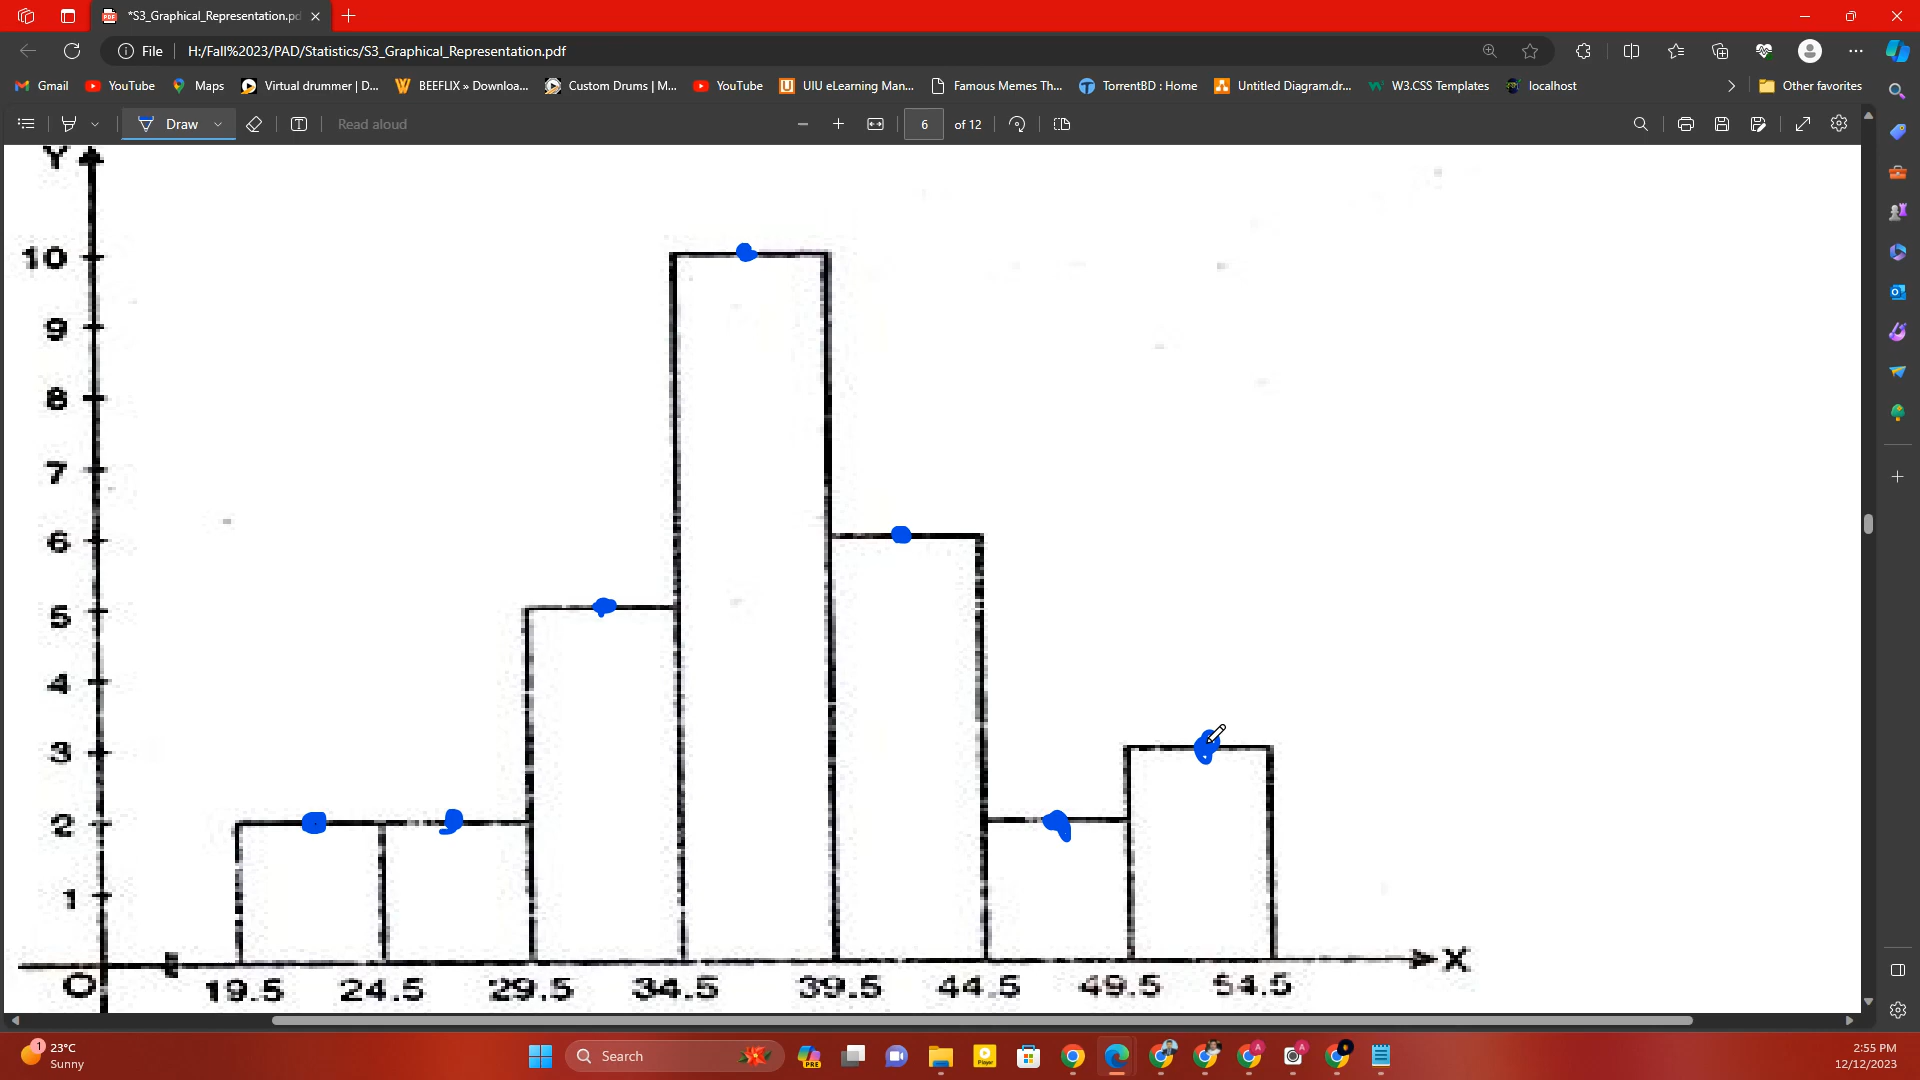 *S3_Graphical_Representation.pd
File H:/Fall%2023/PAD/Statistics/S3_Graphical_Representation.pdf
Gmail YouTube Maps Virtual drummer | D... BEEFLIX » Downloa... Custom Drums | M... YouTube UIU eLearning Man... Famous Memes Th... TorrentBD : Home Untitled Diagram.dr... W3.CSS Templates localhost Other favorites
Draw Read aloud 6 of 12
Y
10
9
8
7
6
5
4
3
2
1
O 19.5 24.5 29.5 34.5 39.5 44.5 49.5 54.5 X
1 23°C
Sunny
Search
PRE
2:55 PM
12/12/2023